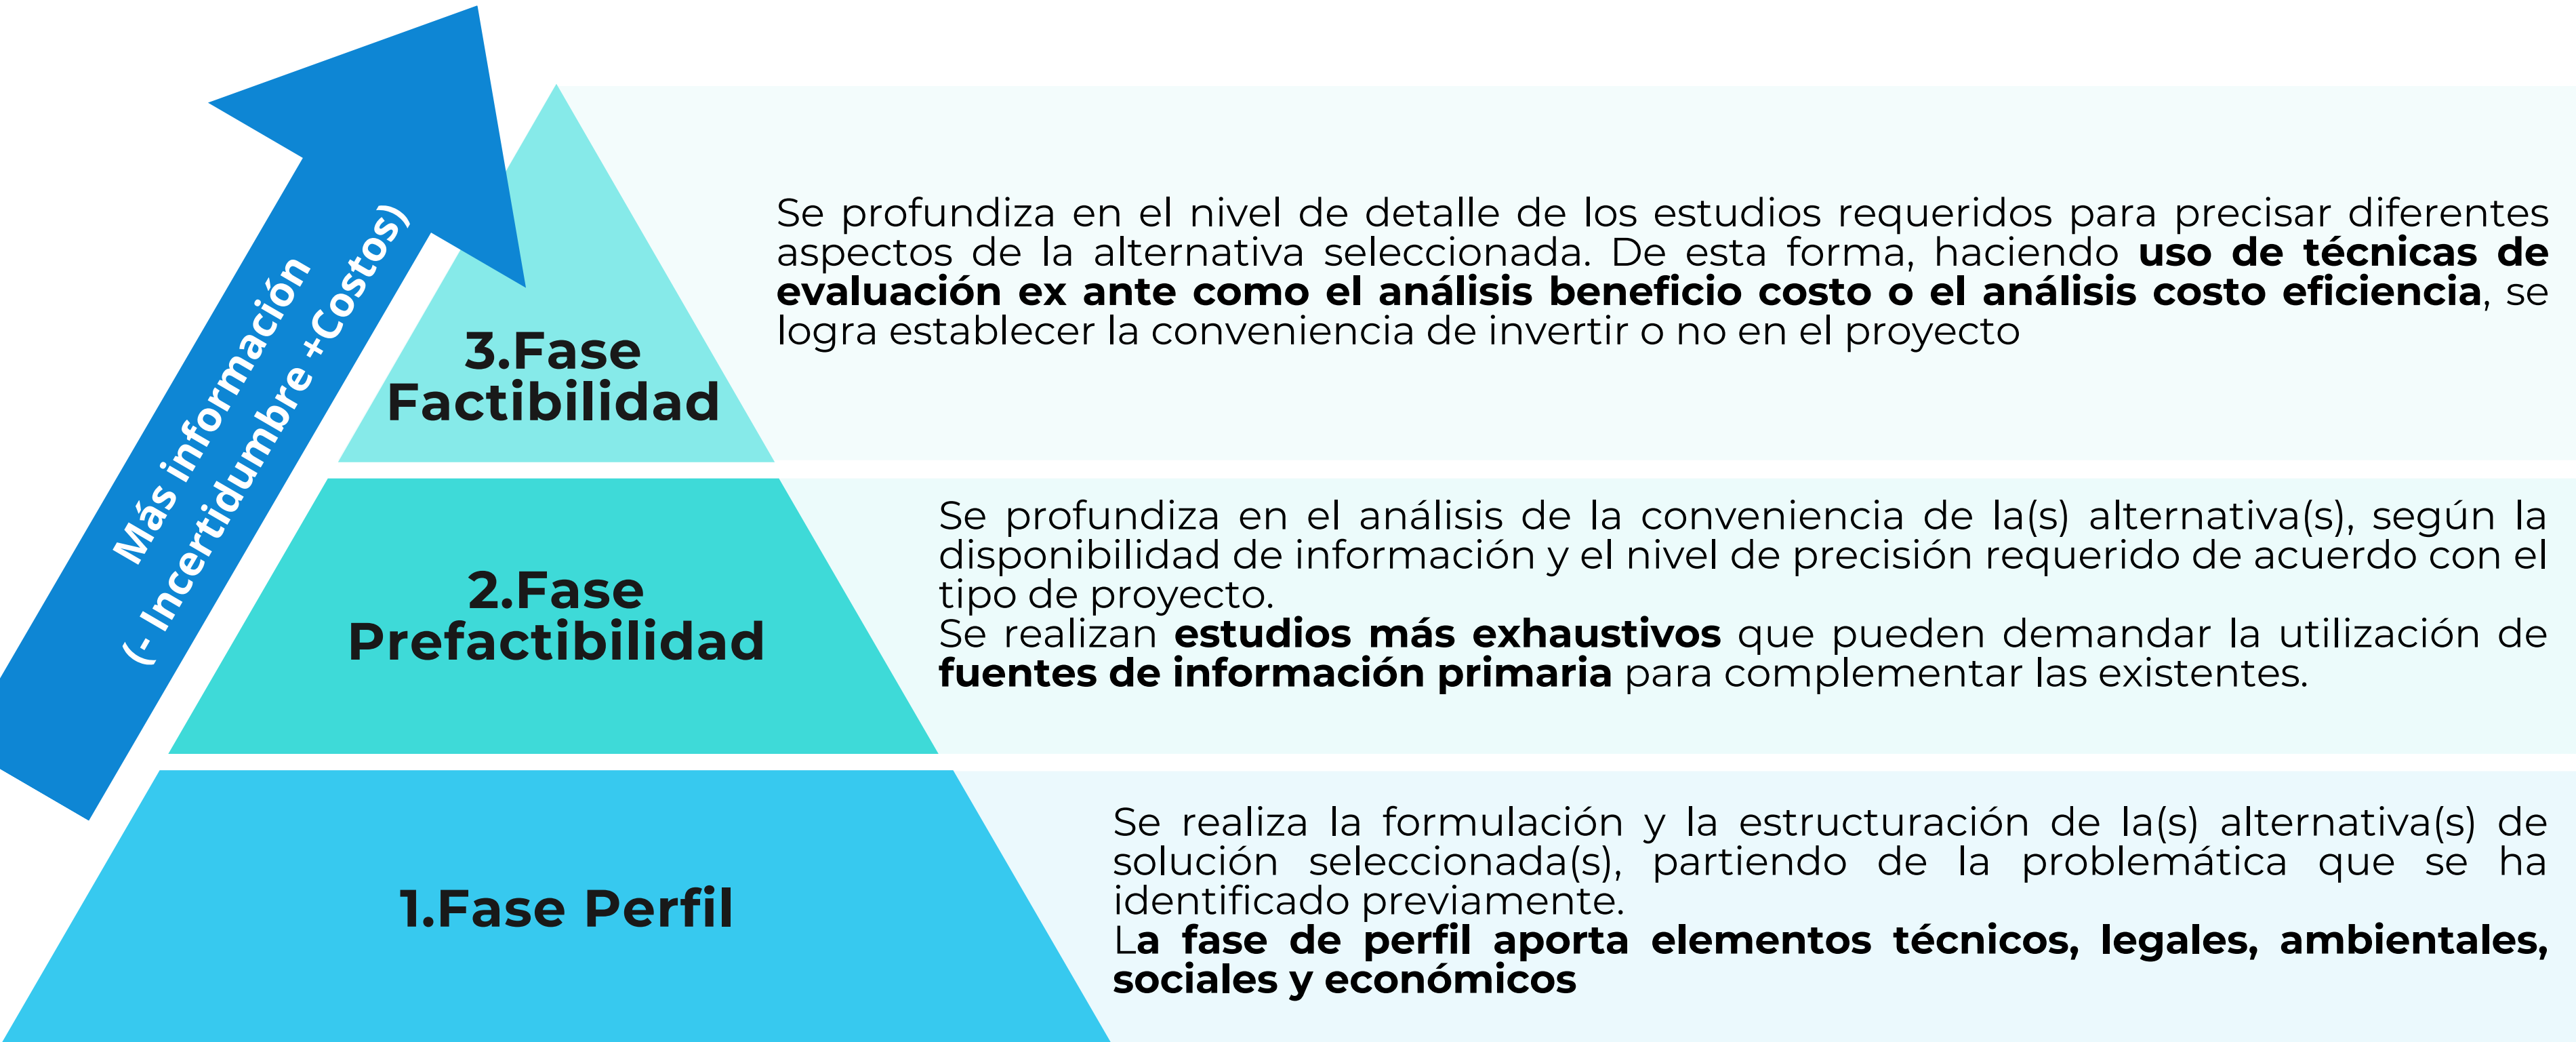 Más información
(- Incertidumbre +Costos)
3.Fase
Factibilidad
Se profundiza en el nivel de detalle de los estudios requeridos para precisar diferentes
aspectos de la alternativa seleccionada. De esta forma, haciendo uso de técnicas de
evaluación ex ante como el análisis beneficio costo o el análisis costo eficiencia, se
logra establecer la conveniencia de invertir o no en el proyecto
2.Fase
Prefactibilidad
Se profundiza en el análisis de la conveniencia de la(s) alternativa(s), según la
disponibilidad de información y el nivel de precisión requerido de acuerdo con el
tipo de proyecto.
Se realizan estudios más exhaustivos que pueden demandar la utilización de
fuentes de información primaria para complementar las existentes.
1.Fase Perfil
Se realiza la formulación y la estructuración de la(s) alternativa(s) de
solución seleccionada(s), partiendo de la problemática que se ha
identificado previamente.
La fase de perfil aporta elementos técnicos, legales, ambientales,
sociales y económicos